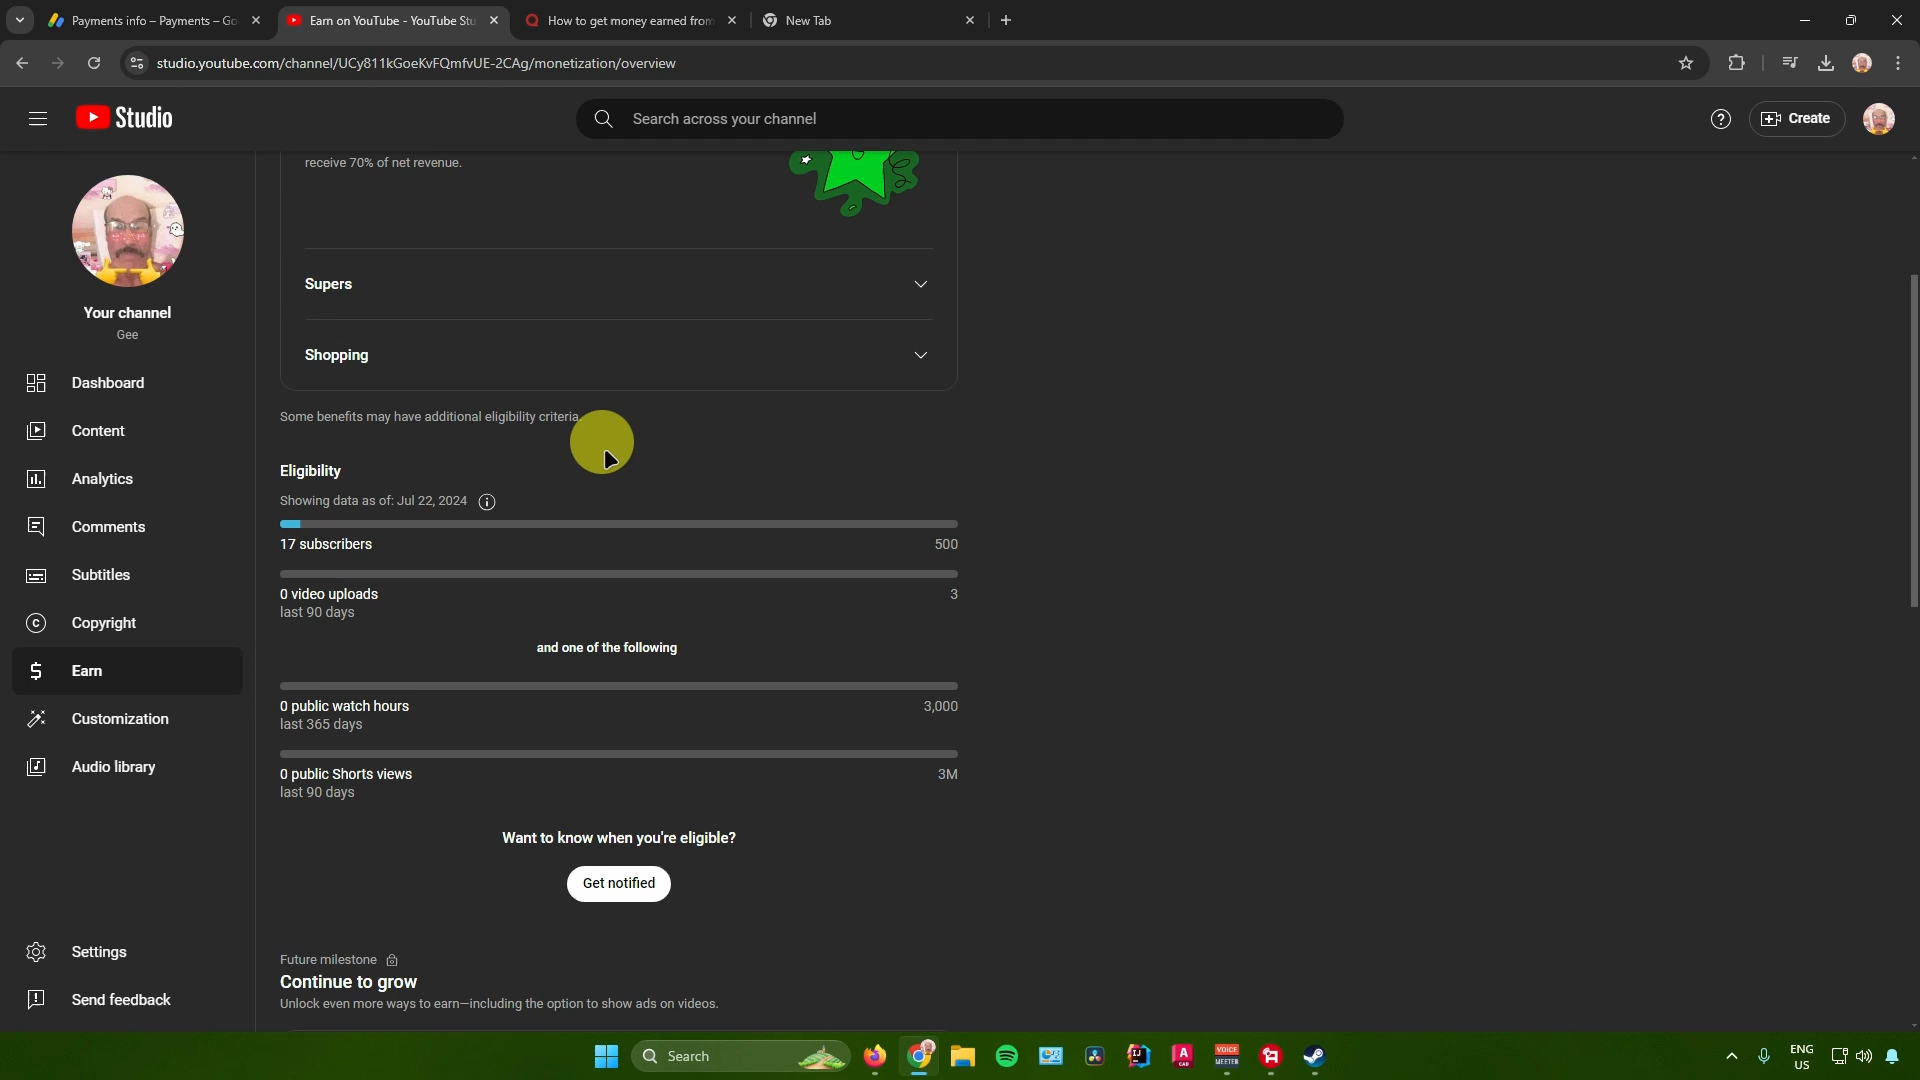 Payments info – Payments – Go
Earn on YouTube - YouTube Stu
How to get money earned from
New Tab
studio.youtube.com/channel/UCy811kGoeKvFQmfvUE-2CAg/monetization/overview
Studio
Search across your channel
Create
receive 70% of net revenue.
Your channel
Gee
Supers
Shopping
Dashboard
Content
Analytics
Comments
Subtitles
Copyright
Earn
Customization
Audio library
Settings
Send feedback
Some benefits may have additional eligibility criteria.
Eligibility
Showing data as of: Jul 22, 2024
17 subscribers 500
0 video uploads 3
last 90 days
and one of the following
0 public watch hours 3,000
last 365 days
0 public Shorts views 3M
last 90 days
Want to know when you're eligible?
Get notified
Future milestone
Continue to grow
Unlock even more ways to earn—including the option to show ads on videos.
Search
VOICE
MEETER
ENG
US